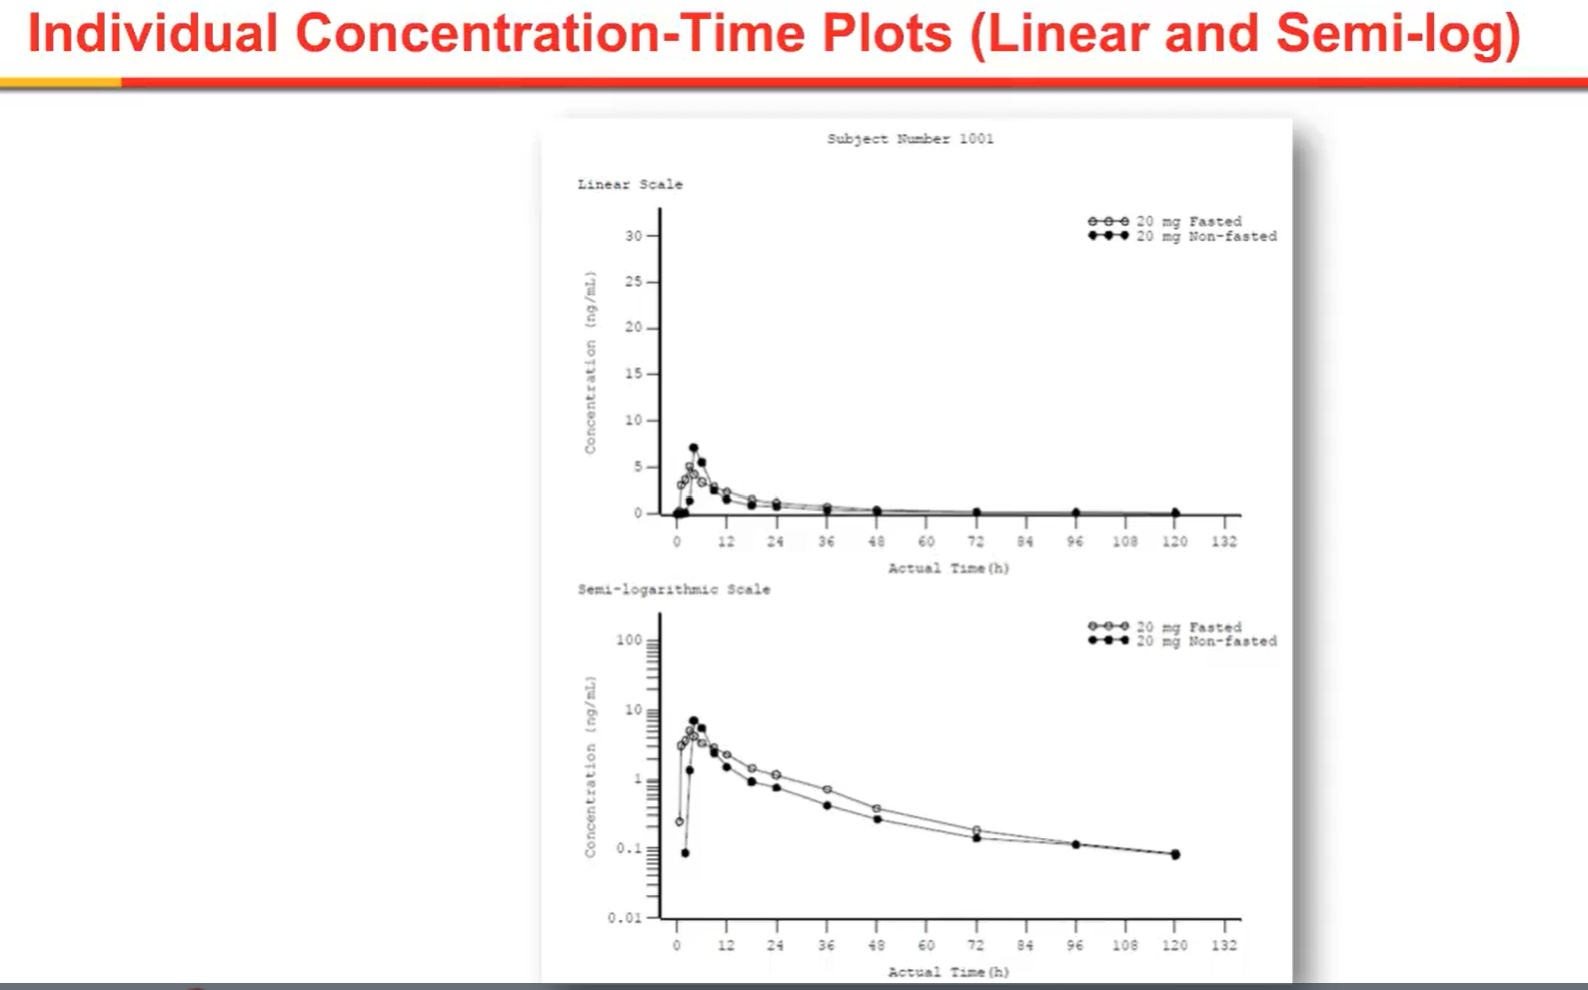 Individual Concentration-Time Plots (Linear and Semi-log)
Subject Number 1001
Linear Scale
20 mg Fasted
20 mg Non-fasted
Concentration (ng/mL)
30
25
20
15
10
5
0
0 12 24 36 48 60 72 84 96 108 120 132
Actual Time(h)
Semi-logarithmic Scale
20 mg Fasted
20 mg Non-fasted
Concentration (ng/mL)
100
10
1
0.1
0.01
0 12 24 36 48 60 72 84 96 108 120 132
Actual Time(h)